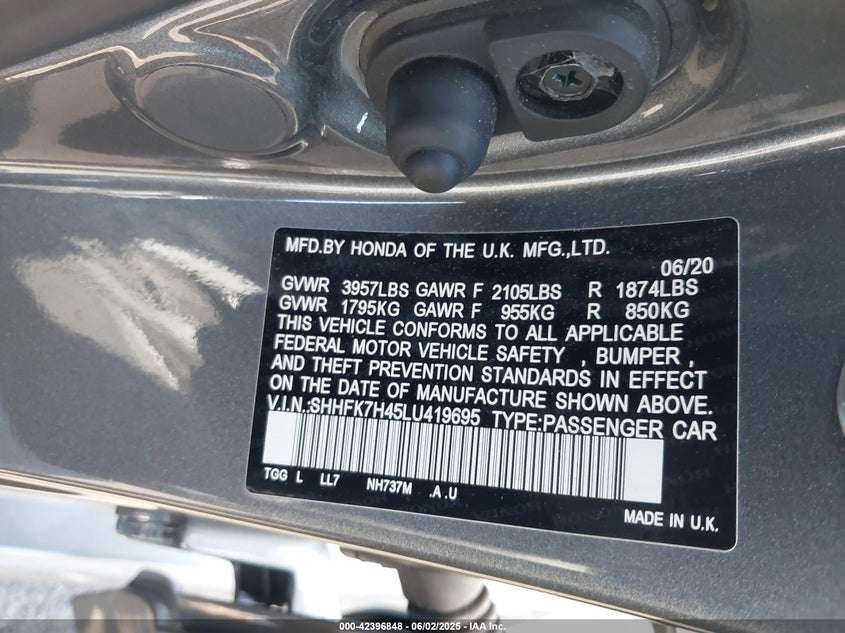 MFD.BY HONDA OF THE U.K. MFG.,LTD.
06/20
GVWR 3957LBS GAWR F 2105LBS R 1874LBS
GVWR 1795KG GAWR F 955KG R 850KG
THIS VEHICLE CONFORMS TO ALL APPLICABLE
FEDERAL MOTOR VEHICLE SAFETY , BUMPER ,
AND THEFT PREVENTION STANDARDS IN EFFECT
ON THE DATE OF MANUFACTURE SHOWN ABOVE.
V.I.N.:SHHFK7H45LU419695 TYPE:PASSENGER CAR
TGG L LL7 NH737M .A .U
MADE IN U.K.
000-42396848 - 06/02/2025 - © IAA, Inc.